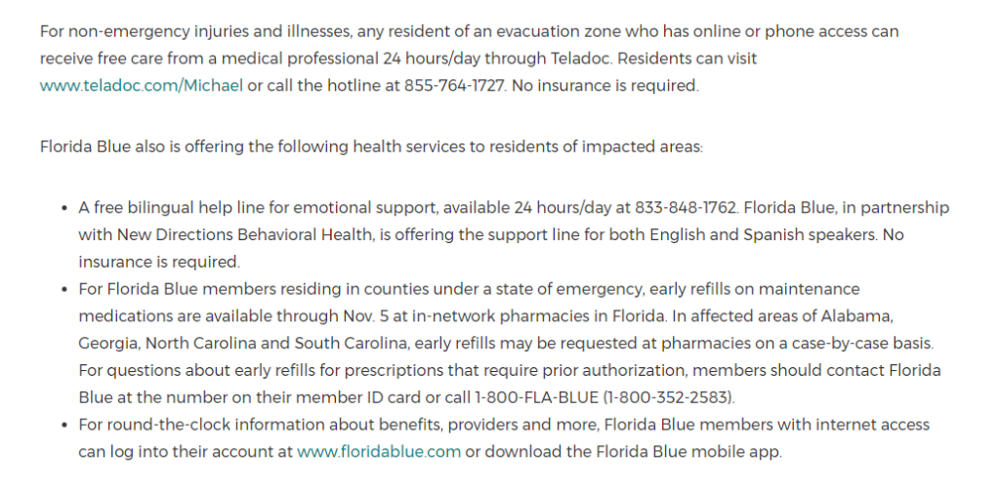 For non-emergency injuries and illnesses, any resident of an evacuation zone who has online or phone access can
receive free care from a medical professional 24 hours/day through Teladoc. Residents can visit
www.teladoc.com/Michael or call the hotline at 855-764-1727. No insurance is required.
Florida Blue also is offering the following health services to residents of impacted areas:
• A free bilingual help line for emotional support, available 24 hours/day at 833-848-1762. Florida Blue, in partnership
with New Directions Behavioral Health, is offering the support line for both English and Spanish speakers. No
insurance is required.
• For Florida Blue members residing in counties under a state of emergency, early refills on maintenance
medications are available through Nov. 5 at in-network pharmacies in Florida. In affected areas of Alabama,
Georgia, North Carolina and South Carolina, early refills may be requested at pharmacies on a case-by-case basis.
For questions about early refills for prescriptions that require prior authorization, members should contact Florida
Blue at the number on their member ID card or call 1-800-FLA-BLUE (1-800-352-2583).
• For round-the-clock information about benefits, providers and more, Florida Blue members with internet access
can log into their account at www.floridablue.com or download the Florida Blue mobile app.